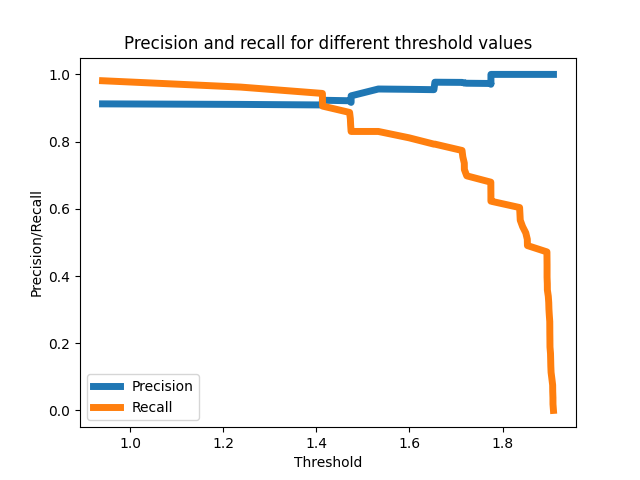 Precision and recall for different threshold values
1.0
0.8
0.6
0.4
0.2
0.0
Precision/Recall
Precision
Recall
1.0 1.2 1.4 1.6 1.8
Threshold